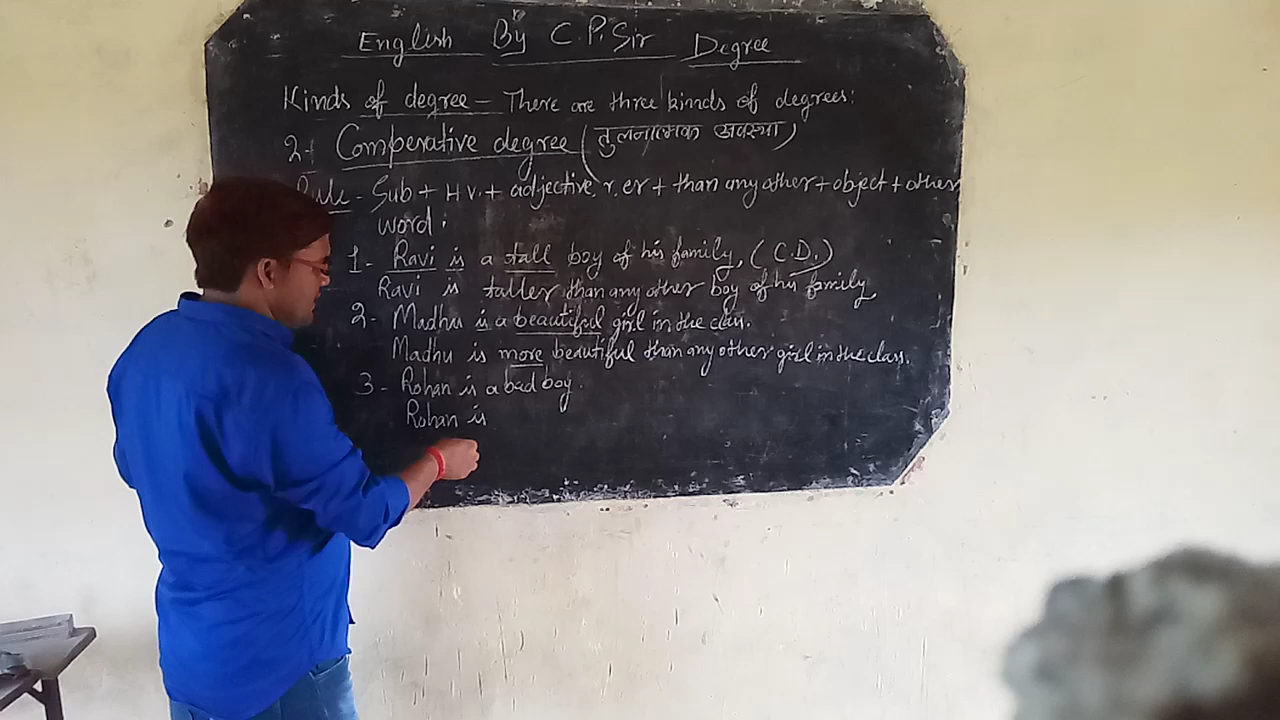 English By C.P. Sir Degree
Kinds of degree - There are three kinds of degrees:
2- Comperative degree (तुलनात्मक अवस्था)
Rule - Sub + H.V. + adjective, r, er + than any other + object + other
word.
1- Ravi is a tall boy of his family, (C.D.)
Ravi is taller than any other boy of his family,
2- Madhu is a beautiful girl in the class.
Madhu is more beautiful than any other girl in the class.
3- Rohan is a bad boy.
Rohan is